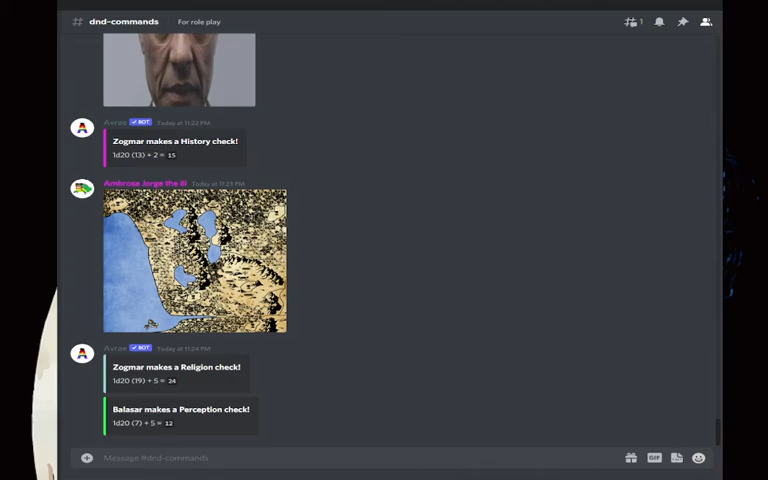 dnd-commands For role play
1
Avrae BOT Today at 11:22 PM
Zogmar makes a History check!
1d20 (13) + 2 = 15
Ambrose Jorge the III Today at 11:23 PM
Avrae BOT Today at 11:24 PM
Zogmar makes a Religion check!
1d20 (19) + 5 = 24
Balasar makes a Perception check!
1d20 (7) + 5 = 12
Message #dnd-commands
GIF